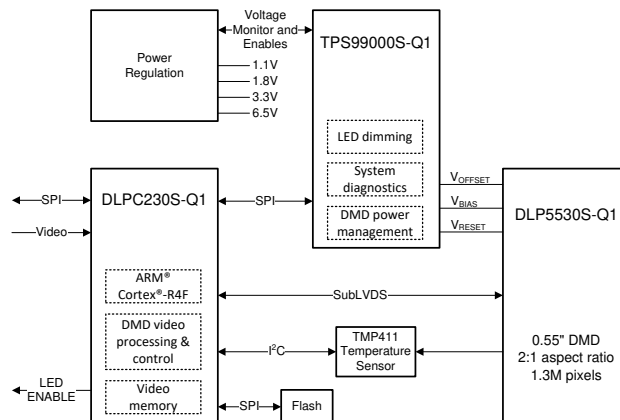 Voltage
Monitor and
Enables
Power
Regulation
1.1V
1.8V
3.3V
6.5V
TPS99000S-Q1
LED dimming
System
diagnostics
DMD power
management
VOFFSET
VBIAS
VRESET
DLP5530S-Q1
0.55" DMD
2:1 aspect ratio
1.3M pixels
SPI
Video
LED
ENABLE
DLPC230S-Q1
ARM®
Cortex®-R4F
DMD video
processing &
control
Video
memory
SPI
SubLVDS
I²C
TMP411
Temperature
Sensor
SPI
Flash